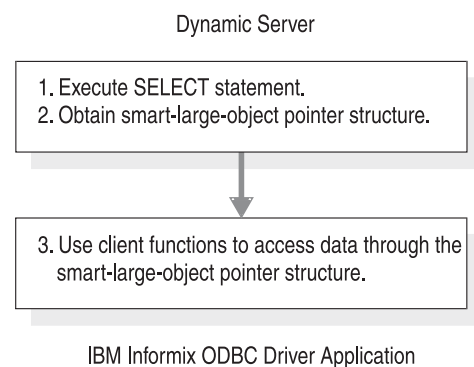 Dynamic Server
1. Execute SELECT statement.
2. Obtain smart-large-object pointer structure.
3. Use client functions to access data through the
smart-large-object pointer structure.
IBM Informix ODBC Driver Application